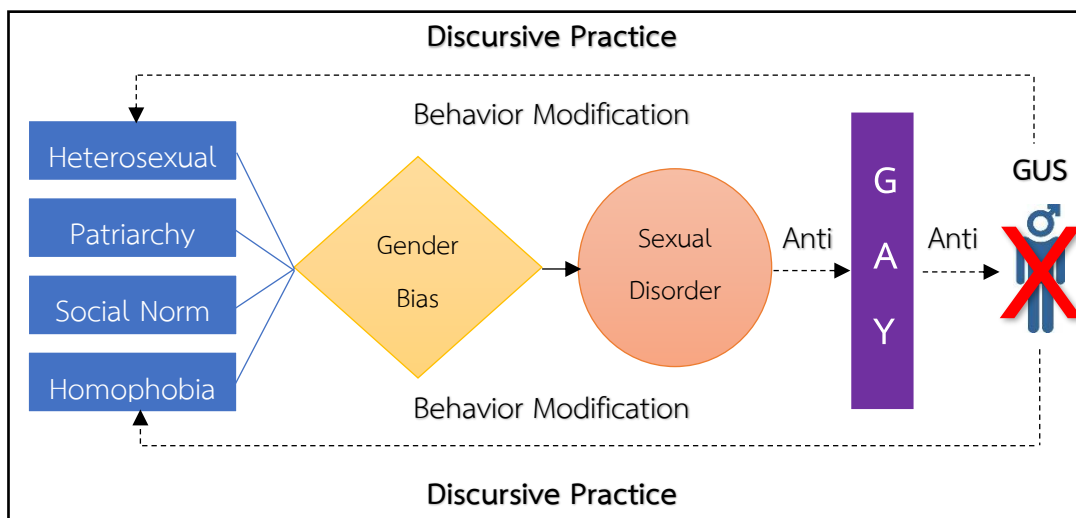 Discursive Practice
Behavior Modification
Heterosexual
Patriarchy
Social Norm
Homophobia
Gender
Bias
Sexual
Disorder
Anti
G
A
Y
Anti
GUS
Behavior Modification
Discursive Practice